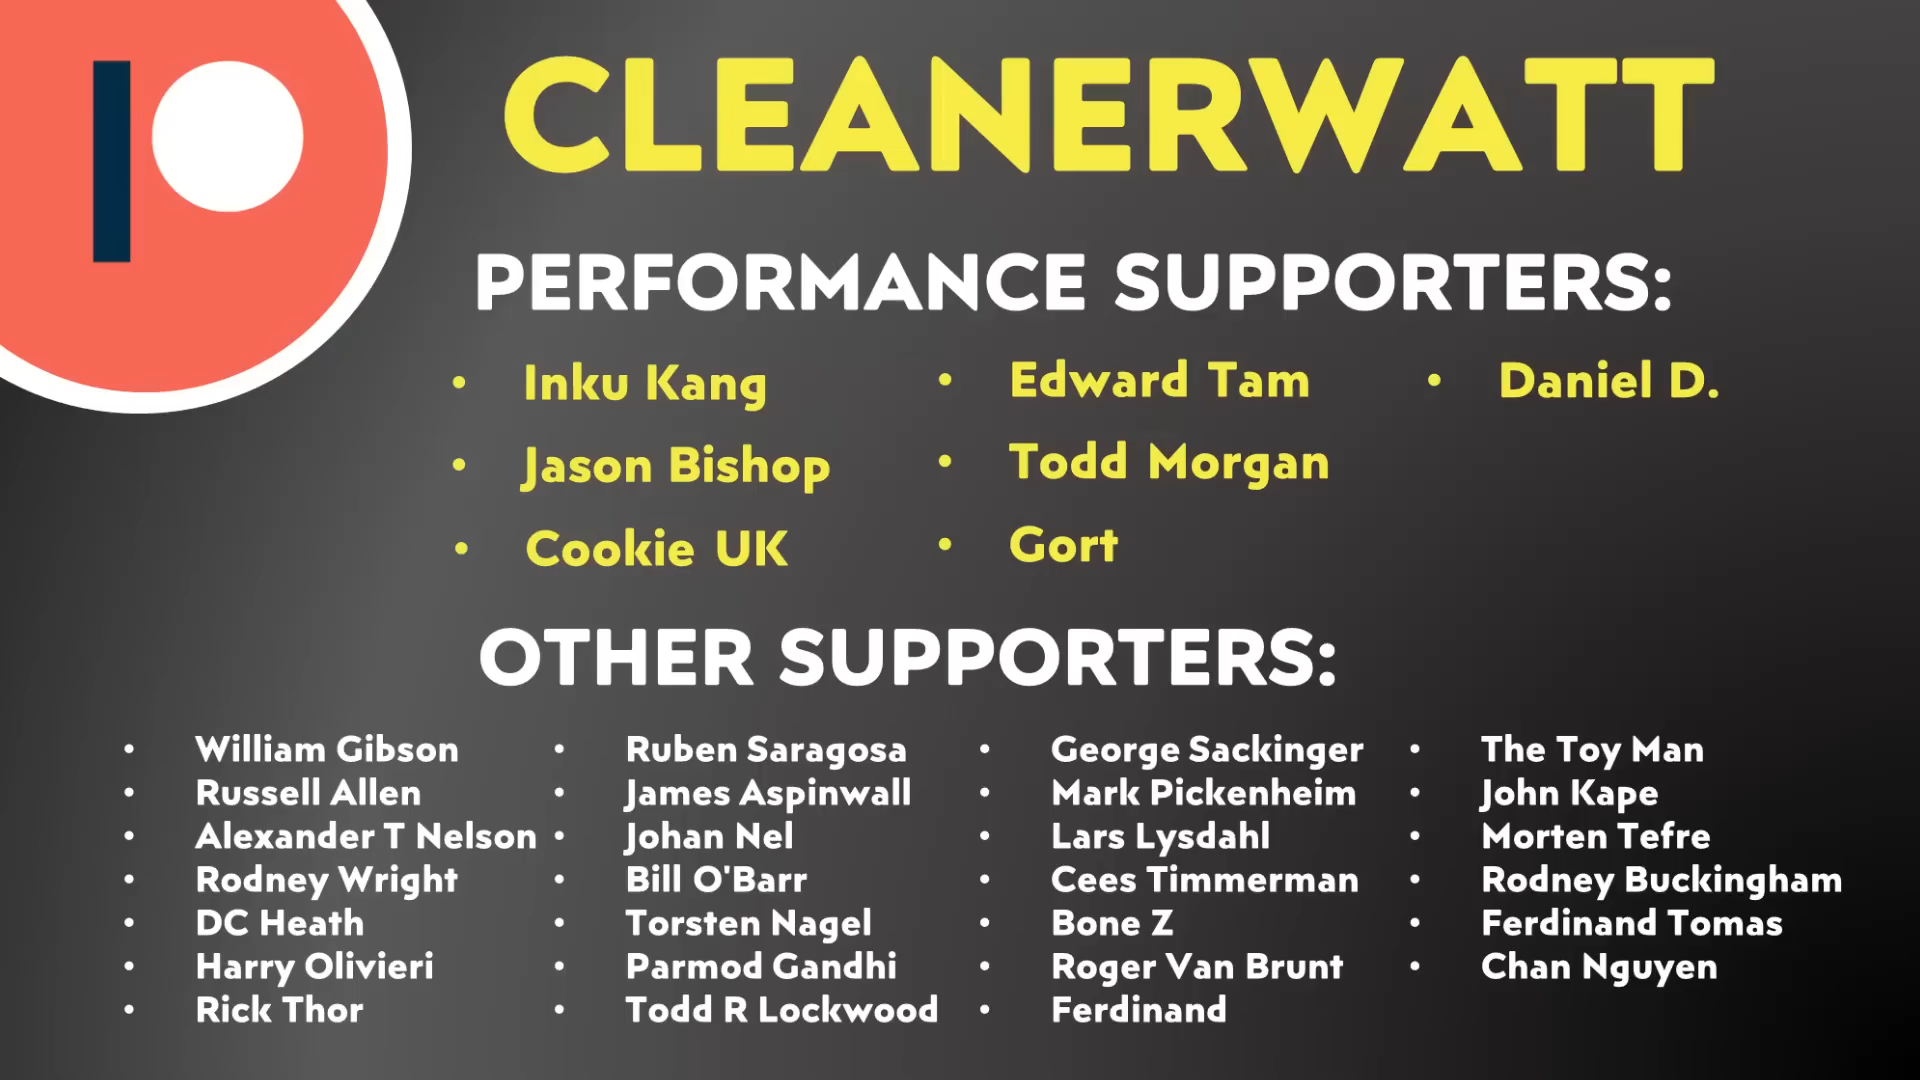 CLEANERWATT
PERFORMANCE SUPPORTERS:
• Inku Kang
• Jason Bishop
• Cookie UK
• Edward Tam
• Todd Morgan
• Gort
• Daniel D.
OTHER SUPPORTERS:
• William Gibson
• Russell Allen
• Alexander T Nelson
• Rodney Wright
• DC Heath
• Harry Olivieri
• Rick Thor
• Ruben Saragosa
• James Aspinwall
• Johan Nel
• Bill O'Barr
• Torsten Nagel
• Parmod Gandhi
• Todd R Lockwood
• George Sackinger
• Mark Pickenheim
• Lars Lysdahl
• Cees Timmerman
• Bone Z
• Roger Van Brunt
• Ferdinand
• The Toy Man
• John Kape
• Morten Tefre
• Rodney Buckingham
• Ferdinand Tomas
• Chan Nguyen